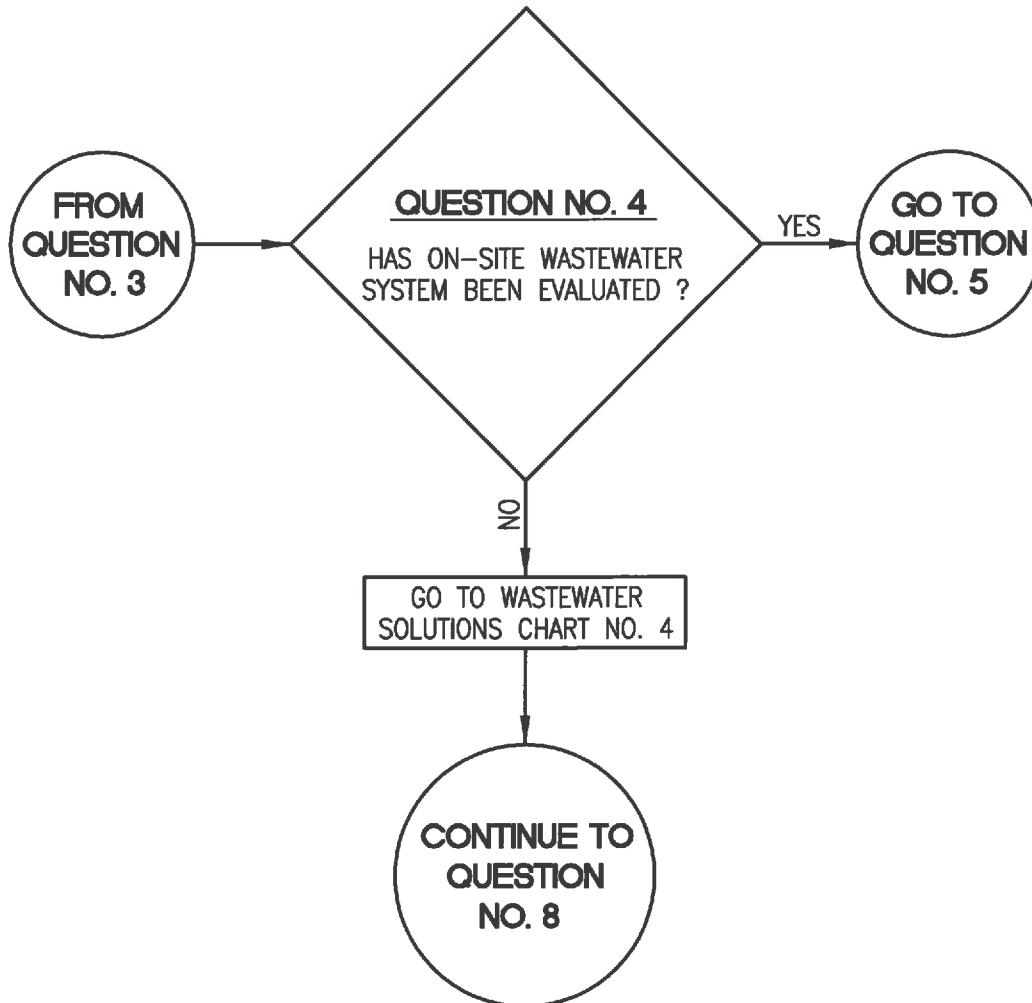 FROM
QUESTION
NO. 3
QUESTION NO. 4
HAS ON-SITE WASTEWATER
SYSTEM BEEN EVALUATED ?
YES
GO TO
QUESTION
NO. 5
NO
GO TO WASTEWATER
SOLUTIONS CHART NO. 4
CONTINUE TO
QUESTION
NO. 8